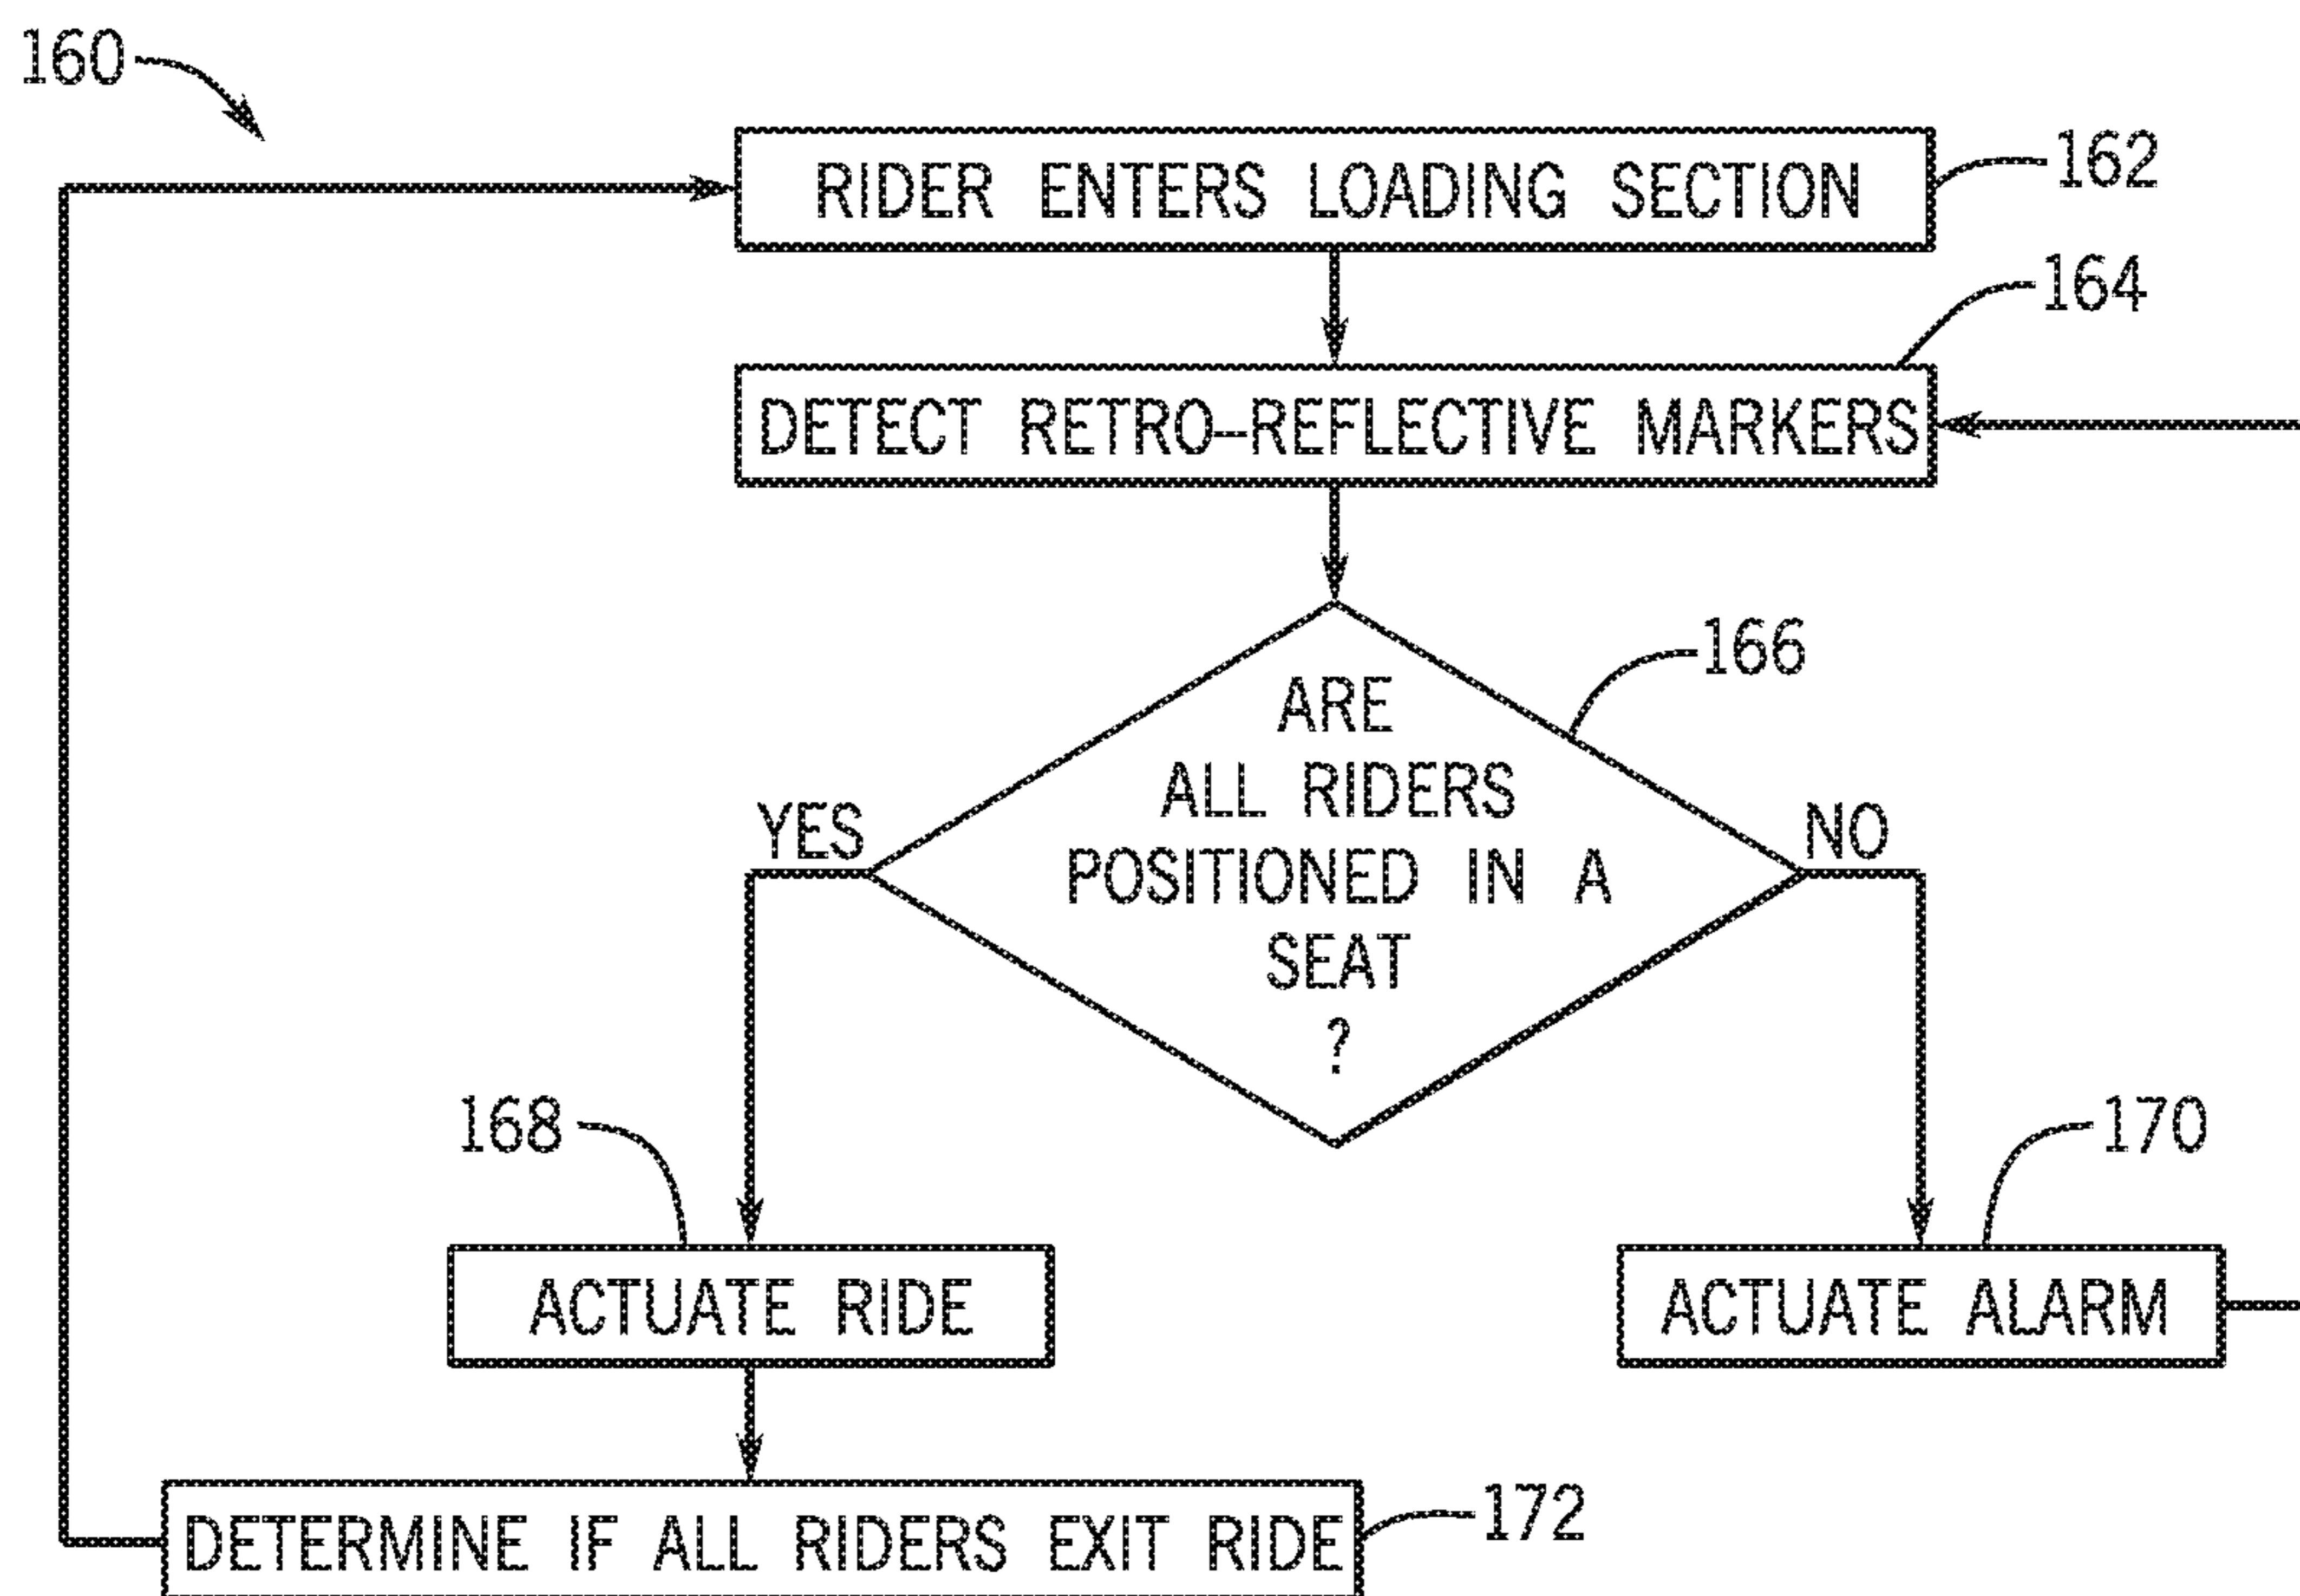 160
RIDER ENTERS LOADING SECTION
162
164
DETECT RETRO-REFLECTIVE MARKERS
166
ARE
ALL RIDERS
POSITIONED IN A
SEAT
?
YES
NO
168
170
ACTUATE RIDE
ACTUATE ALARM
DETERMINE IF ALL RIDERS EXIT RIDE
172